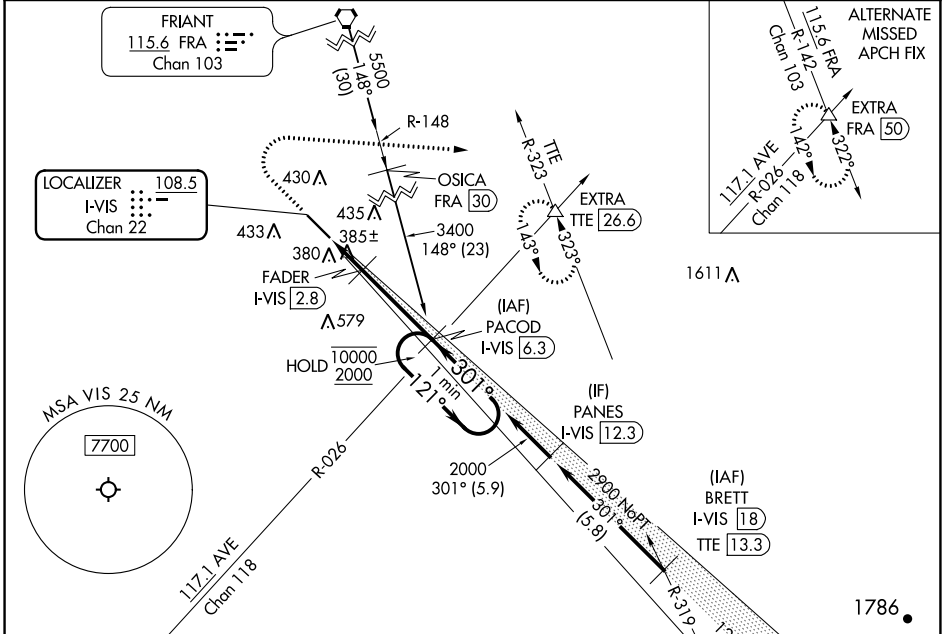 FRIANT
115.6 FRA
Chan 103
5500
148°
(30)
R-148
TTE
R-323
115.6 FRA
R-142
Chan 103
ALTERNATE
MISSED
APCH FIX
EXTRA
FRA 50
142°
322°
117.1 AVE
R-026
Chan 118
LOCALIZER 108.5
I-VIS
Chan 22
430
OSICA
FRA 30
435
433
385±
380
3400
148° (23)
EXTRA
TTE 26.6
143°
323°
1611
FADER
I-VIS 2.8
579
(IAF)
PACOD
I-VIS 6.3
HOLD 10000
2000
301°
1 min
121°
MSA VIS 25 NM
7700
(IF)
PANES
I-VIS 12.3
2000
301° (5.9)
R-026
2900 NoPT
301°
(5.8)
(IAF)
BRETT
I-VIS 18
TTE 13.3
117.1 AVE
Chan 118
R-319
1786